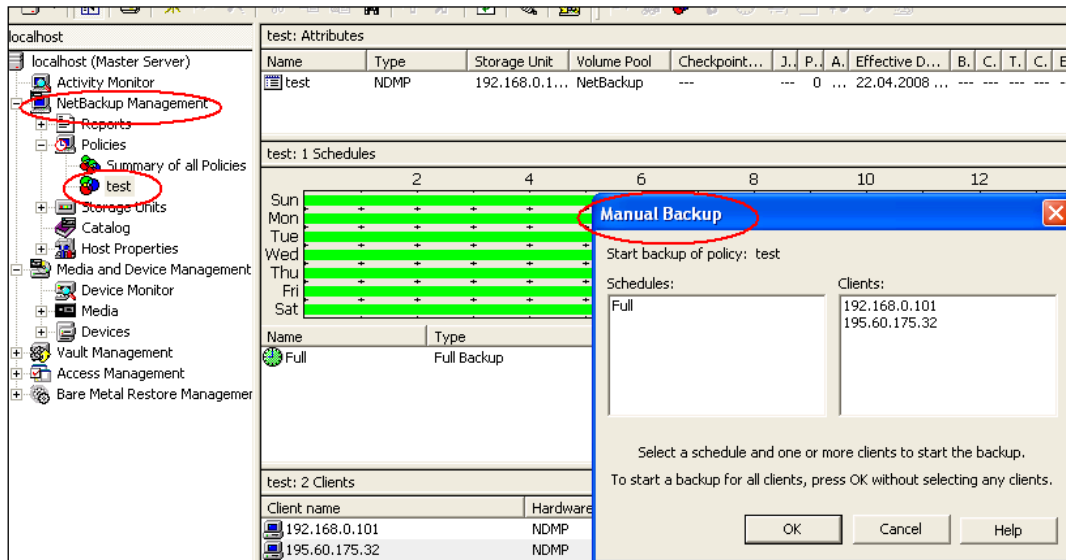 localhost
localhost (Master Server)
Activity Monitor
NetBackup Management
Reports
Policies
Summary of all Policies
test
Storage Units
Catalog
Host Properties
Media and Device Management
Device Monitor
Media
Devices
Vault Management
Access Management
Bare Metal Restore Managemer
test: Attributes
Name Type Storage Unit Volume Pool Checkpoint... J.. P.. A.. Effective D... B.. C.. T.. C.. E
test NDMP 192.168.0.1... NetBackup --- --- --- 0 ... 22.04.2008 ... --- --- --- ---
test: 1 Schedules
2 4 6 8 10 12
Sun
Mon
Tue
Wed
Thu
Fri
Sat
Name Type
Full Full Backup
test: 2 Clients
Client name Hardware
192.168.0.101 NDMP
195.60.175.32 NDMP
Manual Backup
Start backup of policy: test
Schedules: Clients:
Full 192.168.0.101
195.60.175.32
Select a schedule and one or more clients to start the backup.
To start a backup for all clients, press OK without selecting any clients.
OK Cancel Help